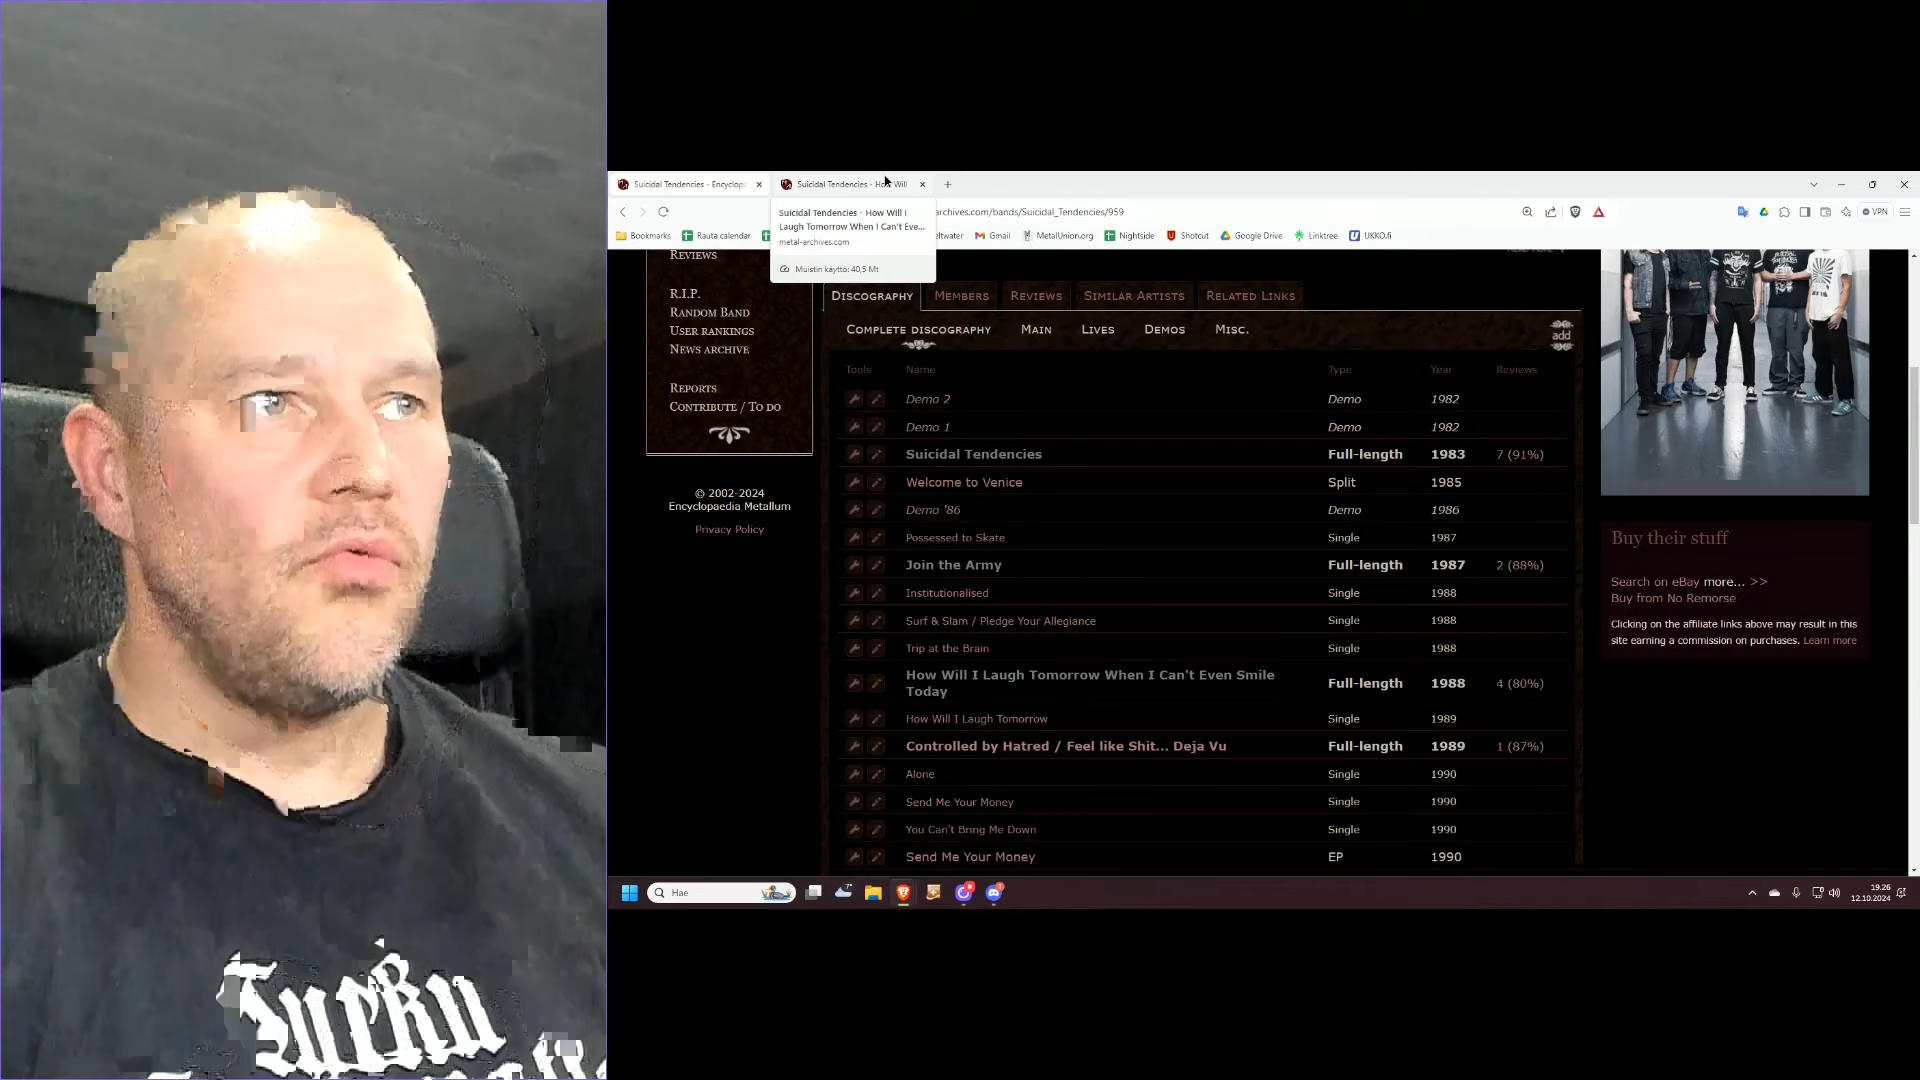 Suicidal Tendencies - Encyclop
Suicidal Tendencies - How Will
archives.com/bands/Suicidal_Tendencies/959
VPN
Suicidal Tendencies - How Will I
Laugh Tomorrow When I Can't Eve...
metal-archives.com
Muistin käyttö: 40,5 Mt
Bookmarks
Rauta calendar
eltwater
Gmail
MetalUnion.org
Nightside
Shotcut
Google Drive
Linktree
UKKO.fi
Reviews
R.I.P.
Random Band
User rankings
News archive
Reports
Contribute / To do
© 2002-2024
Encyclopaedia Metallum
Privacy Policy
Discography
Members
Reviews
Similar Artists
Related Links
Complete discography
Main
Lives
Demos
Misc.
add
Tools Name Type Year Reviews
Demo 2 Demo 1982
Demo 1 Demo 1982
Suicidal Tendencies Full-length 1983 7 (91%)
Welcome to Venice Split 1985
Demo '86 Demo 1986
Possessed to Skate Single 1987
Join the Army Full-length 1987 2 (88%)
Institutionalised Single 1988
Surf & Slam / Pledge Your Allegiance Single 1988
Trip at the Brain Single 1988
How Will I Laugh Tomorrow When I Can't Even Smile
Today Full-length 1988 4 (80%)
How Will I Laugh Tomorrow Single 1989
Controlled by Hatred / Feel like Shit... Deja Vu Full-length 1989 1 (87%)
Alone Single 1990
Send Me Your Money Single 1990
You Can't Bring Me Down Single 1990
Send Me Your Money EP 1990
Buy their stuff
Search on eBay more... >>
Buy from No Remorse
Clicking on the affiliate links above may result in this
site earning a commission on purchases. Learn more
Hae
7°
19.26
12.10.2024
Turku